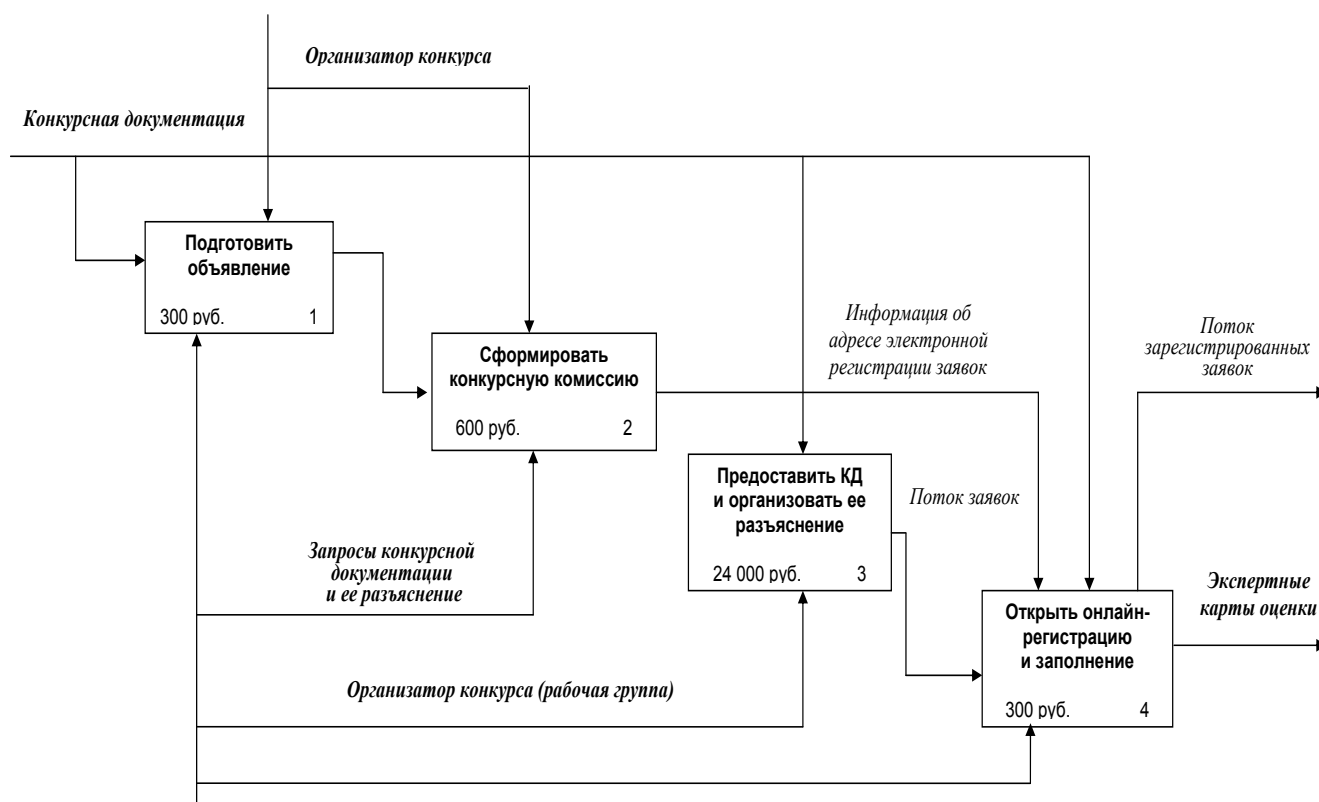 Организатор конкурса
Конкурсная документация
Подготовить
объявление
300 руб. 1
Сформировать
конкурсную комиссию
600 руб. 2
Информация об
адресе электронной
регистрации заявок
Поток
зарегистрированных
заявок
Предоставить КД
и организовать ее
разъяснение
24 000 руб. 3
Поток заявок
Запросы конкурсной
документации
и ее разъяснение
Экспертные
карты оценки
Открыть онлайн-
регистрацию
и заполнение
300 руб. 4
Организатор конкурса (рабочая группа)